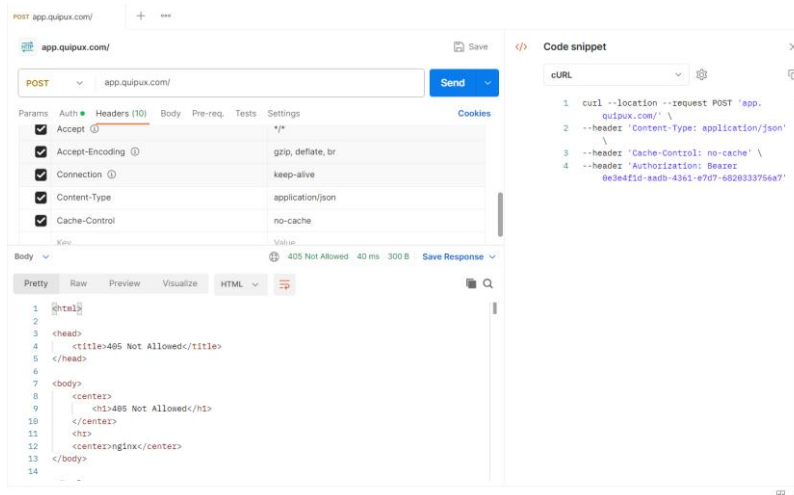 POST app.quipux.com/
app.quipux.com/
Save
POST
app.quipux.com/
Send
Params Auth Headers (10) Body Pre-req. Tests Settings
Cookies
Accept */*
Accept-Encoding gzip, deflate, br
Connection keep-alive
Content-Type application/json
Cache-Control no-cache
Key Value
Body
405 Not Allowed 40 ms 300 B Save Response
Pretty Raw Preview Visualize HTML
1 <html>
2
3 <head>
4 <title>405 Not Allowed</title>
5 </head>
6
7 <body>
8 <center>
9 <h1>405 Not Allowed</h1>
10 </center>
11 <hr>
12 <center>nginx</center>
13 </body>
14
</> Code snippet
cURL
1 curl --location --request POST 'app.
quipux.com/' \
2 --header 'Content-Type: application/json'
\
3 --header 'Cache-Control: no-cache' \
4 --header 'Authorization: Bearer
0e3e4f1d-aadb-4361-e7d7-6820333756a7'